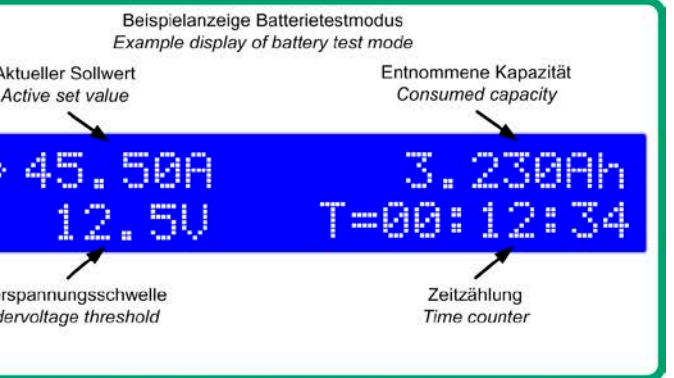 Beispielanzeige Batterietestmodus
Example display of battery test mode
Aktueller Sollwert
Active set value
Entnommene Kapazität
Consumed capacity
45.50A 3.230Ah
12.5V T=00:12:34
Zeitzählung
Time counter
threshold